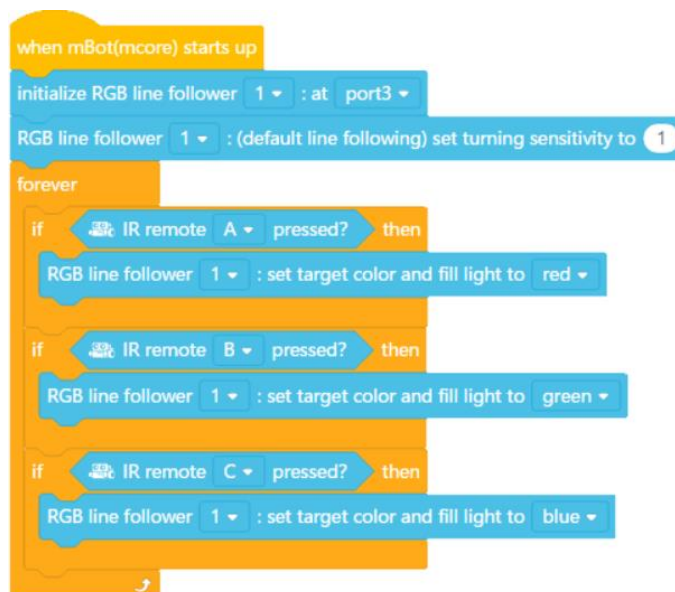 when mBot(mcore) starts up
initialize RGB line follower 1 : at port3
RGB line follower 1 : (default line following) set turning sensitivity to 1
forever
if IR remote A pressed? then
RGB line follower 1 : set target color and fill light to red
if IR remote B pressed? then
RGB line follower 1 : set target color and fill light to green
if IR remote C pressed? then
RGB line follower 1 : set target color and fill light to blue